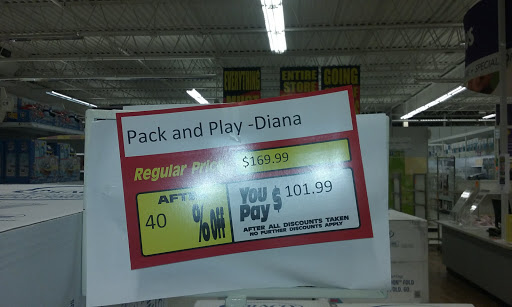 EVERYTHING
ENTIRE
STORE
GOING
Pack and Play -Diana
Regular Price
$169.99
AFTER
40 % Off
YOU Pay $ 101.99
AFTER ALL DISCOUNTS TAKEN
NO FURTHER DISCOUNTS APPLY
SPECIAL